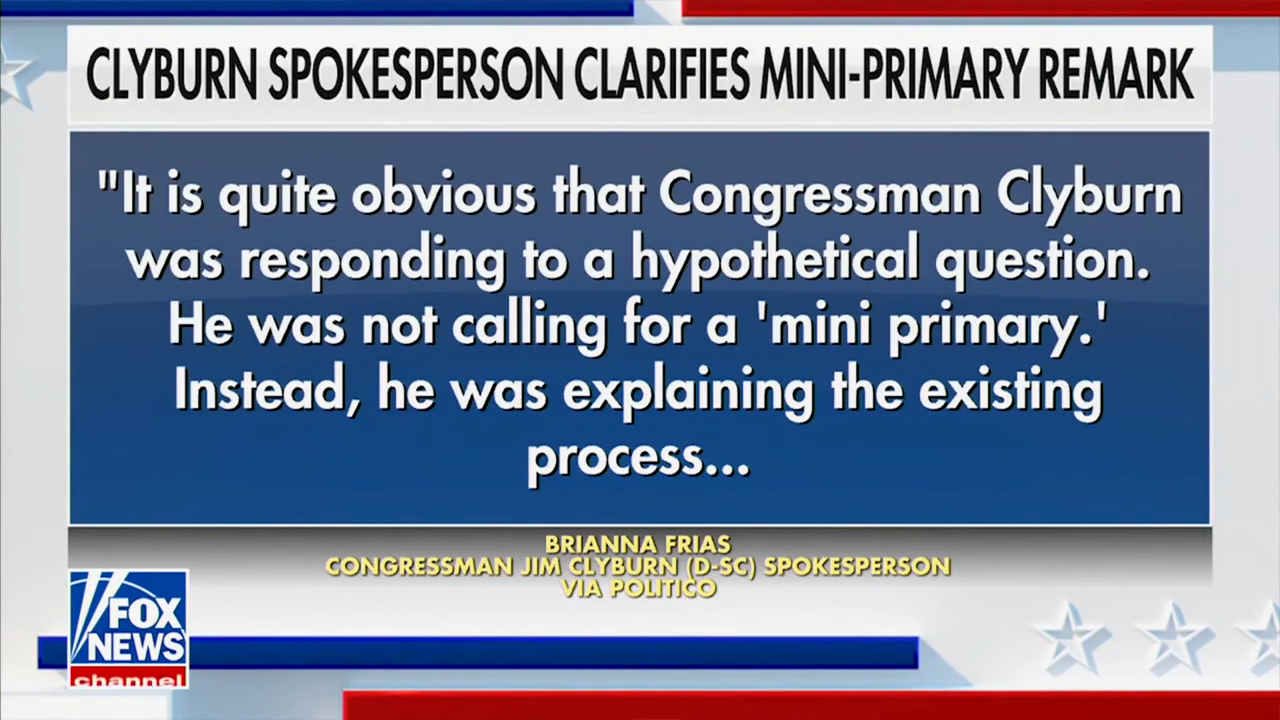 CLYBURN SPOKESPERSON CLARIFIES MINI-PRIMARY REMARK
"It is quite obvious that Congressman Clyburn
was responding to a hypothetical question.
He was not calling for a 'mini primary.'
Instead, he was explaining the existing
process...
BRIANNA FRIAS
CONGRESSMAN JIM CLYBURN (D-SC) SPOKESPERSON
VIA POLITICO
FOX
NEWS
channel